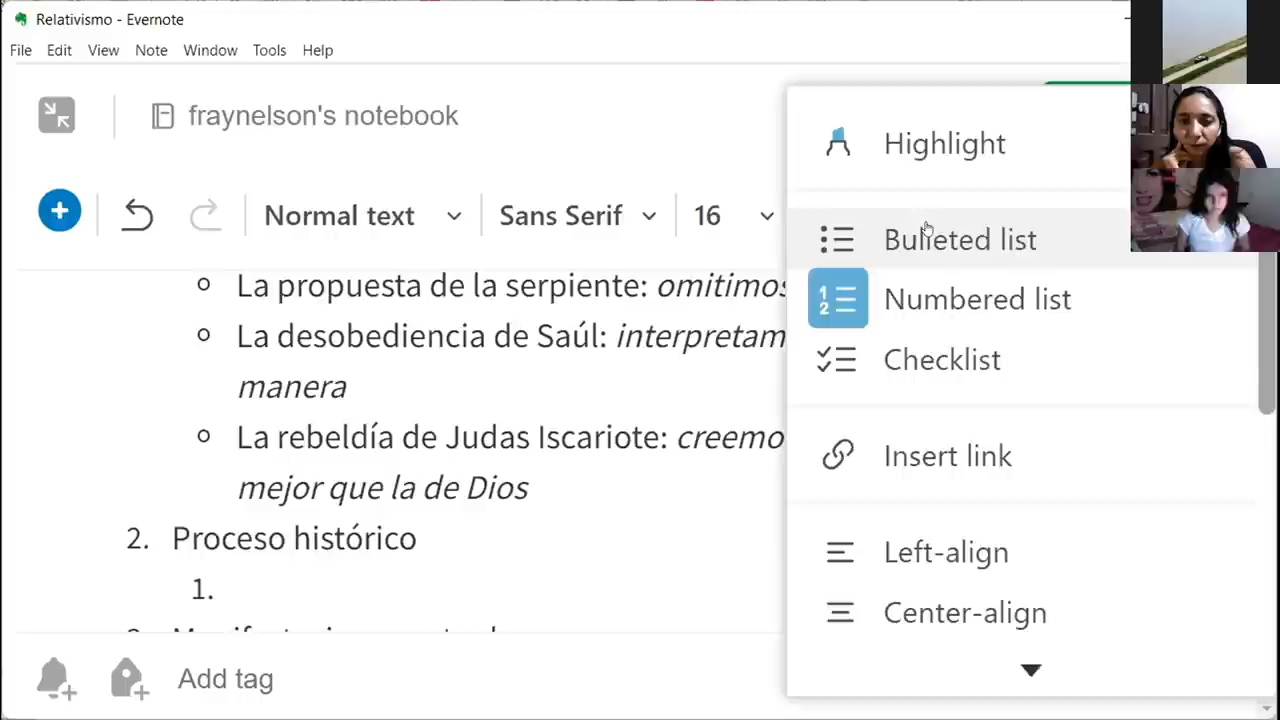 Relativismo - Evernote
File Edit View Note Window Tools Help
fraynelson's notebook
Normal text Sans Serif 16
La propuesta de la serpiente: omitimos
La desobediencia de Saúl: interpretam
manera
La rebeldía de Judas Iscariote: creemo
mejor que la de Dios
2. Proceso histórico
1.
Add tag
Highlight
Bulleted list
Numbered list
Checklist
Insert link
Left-align
Center-align